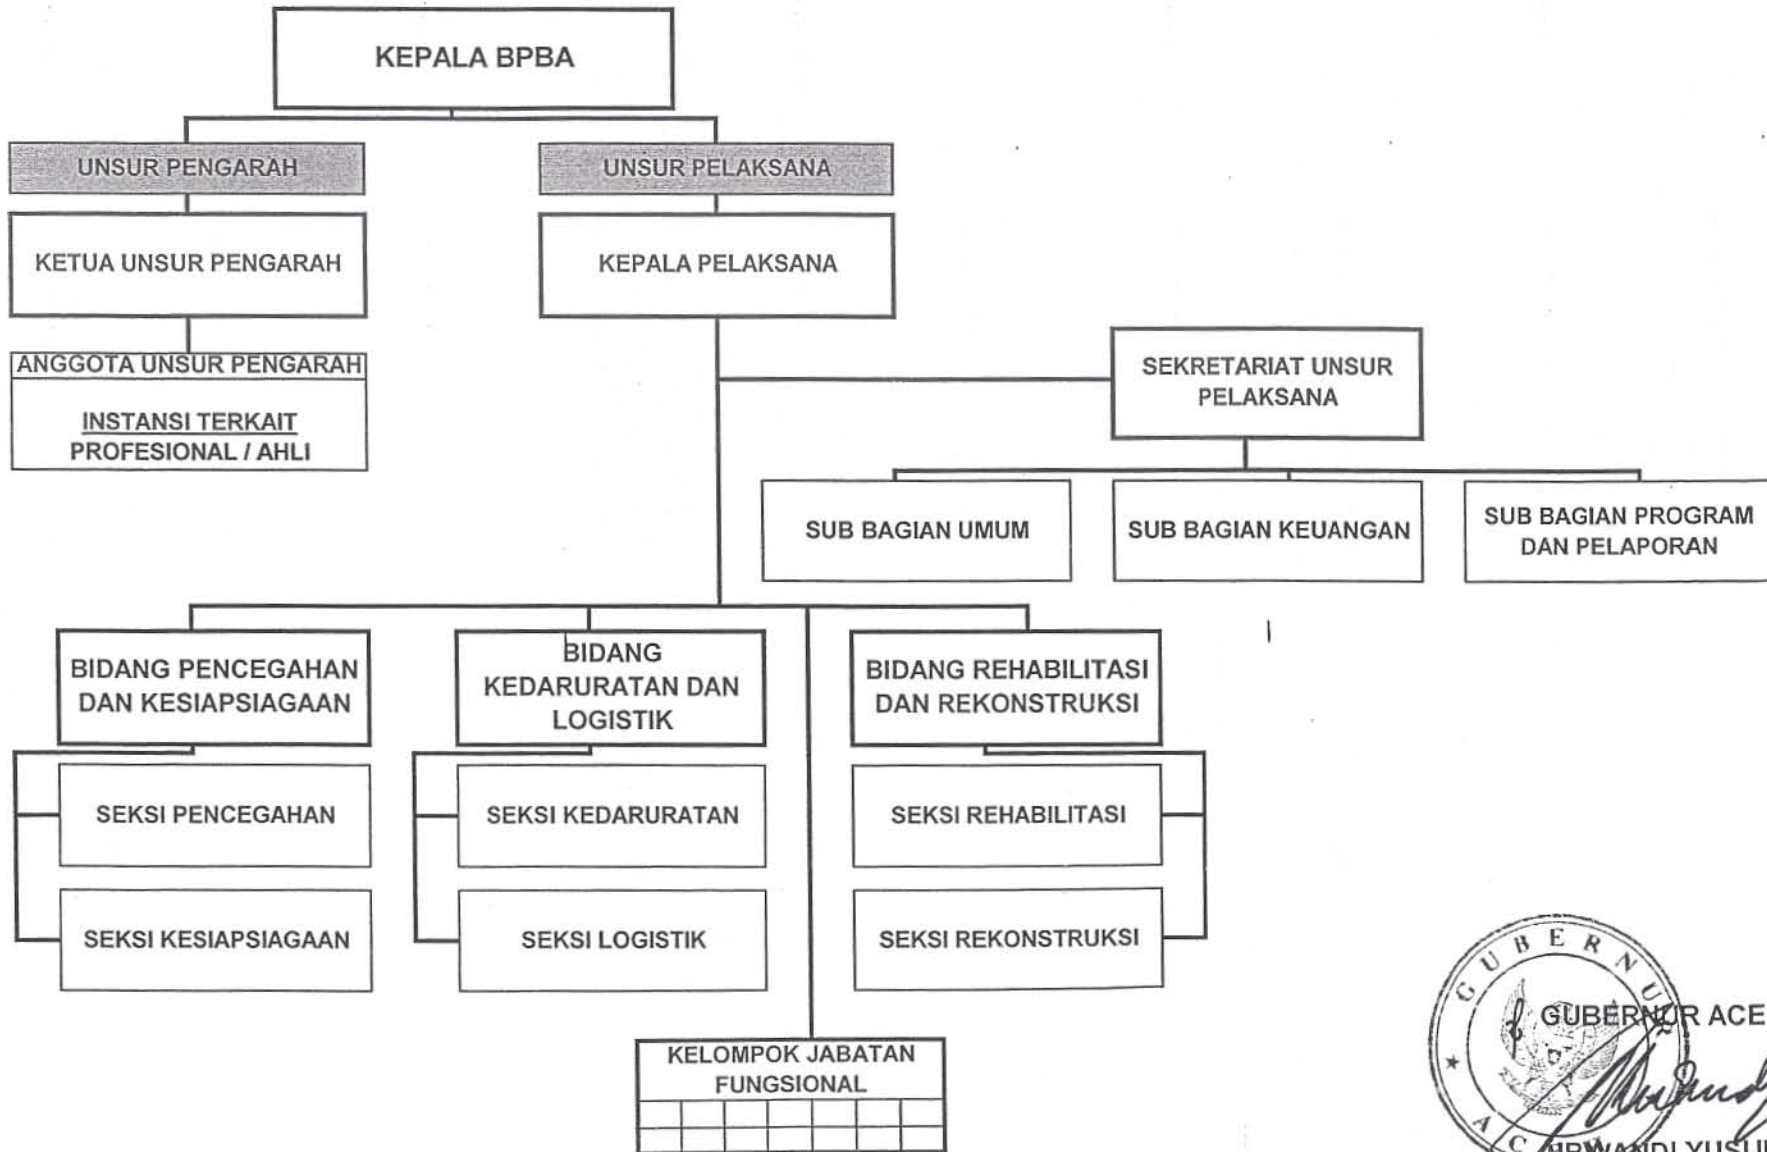 KEPALA BPBA
UNSUR PENGARAH
UNSUR PELAKSANA
KETUA UNSUR PENGARAH
KEPALA PELAKSANA
ANGGOTA UNSUR PENGARAH
INSTANSI TERKAIT
PROFESIONAL / AHLI
SEKRETARIAT UNSUR
PELAKSANA
SUB BAGIAN UMUM
SUB BAGIAN KEUANGAN
SUB BAGIAN PROGRAM
DAN PELAPORAN
BIDANG PENCEGAHAN
DAN KESIAPSIAGAAN
BIDANG
KEDARURATAN DAN
LOGISTIK
BIDANG REHABILITASI
DAN REKONSTRUKSI
SEKSI PENCEGAHAN
SEKSI KEDARURATAN
SEKSI REHABILITASI
SEKSI KESIAPSIAGAAN
SEKSI LOGISTIK
SEKSI REKONSTRUKSI
KELOMPOK JABATAN
FUNGSIONAL
GUBERNUR
GUBERNUR ACE
YUSU